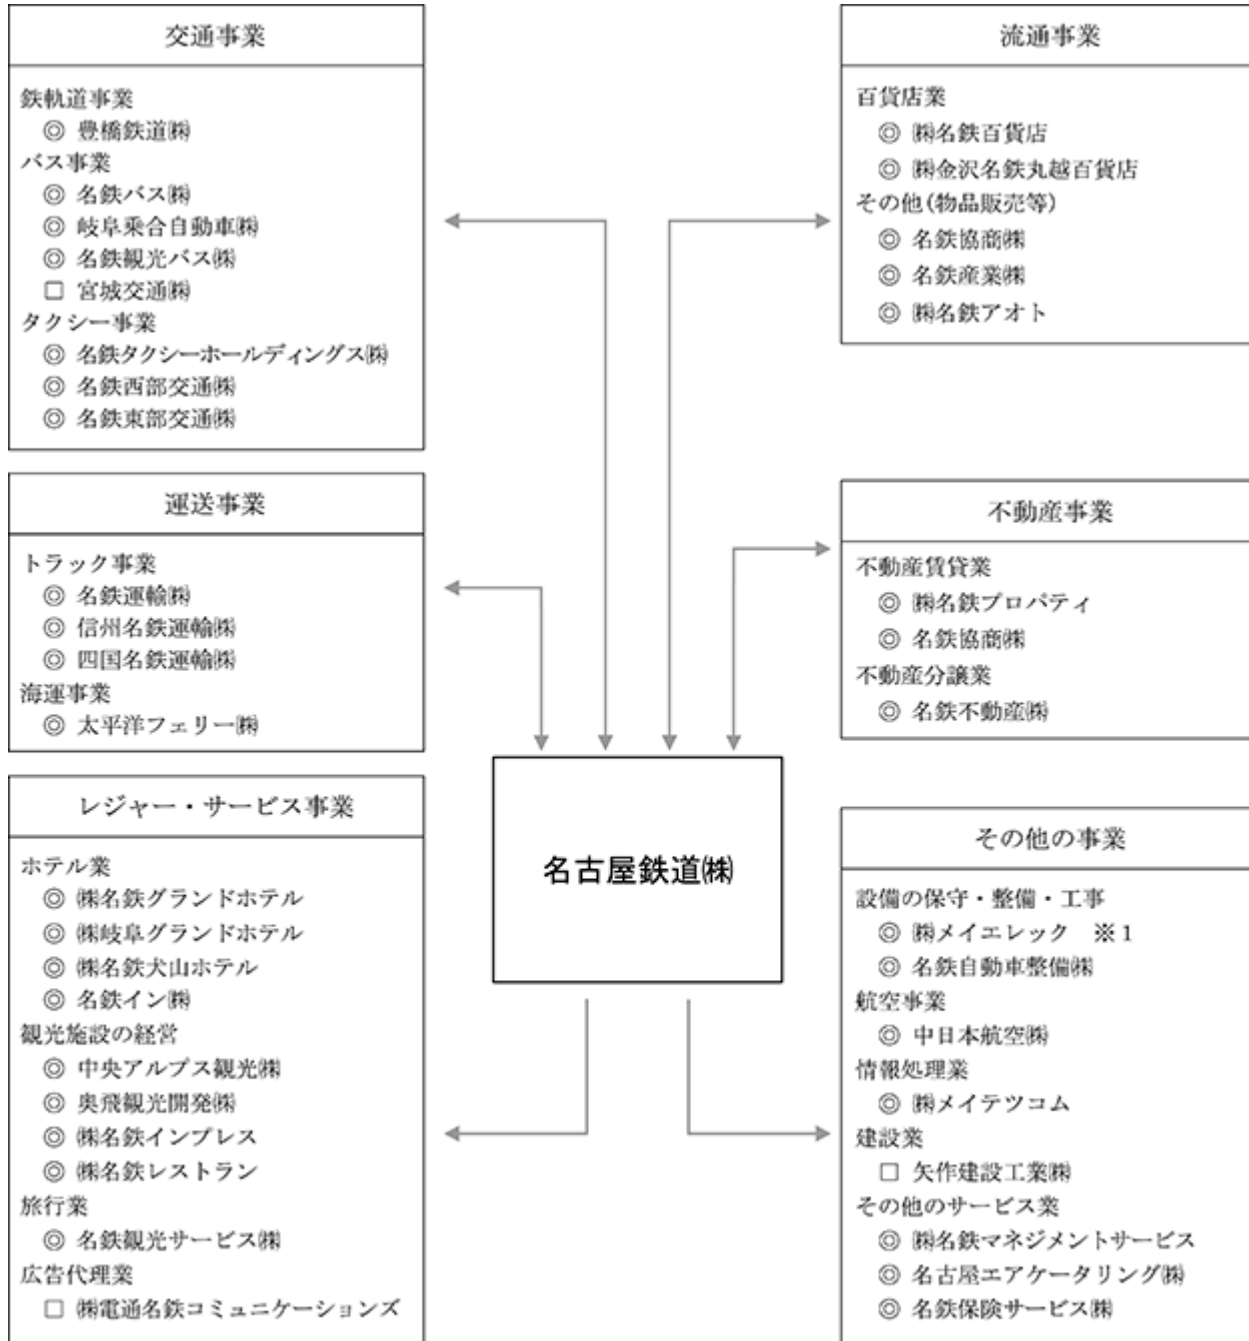 交通事業
鉄軌道事業
◎ 豊橋鉄道㈱
バス事業
◎ 名鉄バス㈱
◎ 岐阜乗合自動車㈱
◎ 名鉄観光バス㈱
□ 宮城交通㈱
タクシー事業
◎ 名鉄タクシーホールディングス㈱
◎ 名鉄西部交通㈱
◎ 名鉄東部交通㈱
運送事業
トラック事業
◎ 名鉄運輸㈱
◎ 信州名鉄運輸㈱
◎ 四国名鉄運輸㈱
海運事業
◎ 太平洋フェリー㈱
レジャー・サービス事業
ホテル業
◎ ㈱名鉄グランドホテル
◎ ㈱岐阜グランドホテル
◎ ㈱名鉄犬山ホテル
◎ 名鉄イン㈱
観光施設の経営
◎ 中央アルプス観光㈱
◎ 奥飛観光開発㈱
◎ ㈱名鉄インプレス
◎ ㈱名鉄レストラン
旅行業
◎ 名鉄観光サービス㈱
広告代理業
□ ㈱電通名鉄コミュニケーションズ
名古屋鉄道㈱
流通事業
百貨店業
◎ ㈱名鉄百貨店
◎ ㈱金沢名鉄丸越百貨店
その他(物品販売等)
◎ 名鉄協商㈱
◎ 名鉄産業㈱
◎ ㈱名鉄アオト
不動産事業
不動産賃貸業
◎ ㈱名鉄プロパティ
◎ 名鉄協商㈱
不動産分譲業
◎ 名鉄不動産㈱
その他の事業
設備の保守・整備・工事
◎ ㈱メイエレック ※1
◎ 名鉄自動車整備㈱
航空事業
◎ 中日本航空㈱
情報処理業
◎ ㈱メイテツコム
建設業
□ 矢作建設工業㈱
その他のサービス業
◎ ㈱名鉄マネジメントサービス
◎ 名古屋エアケータリング㈱
◎ 名鉄保険サービス㈱